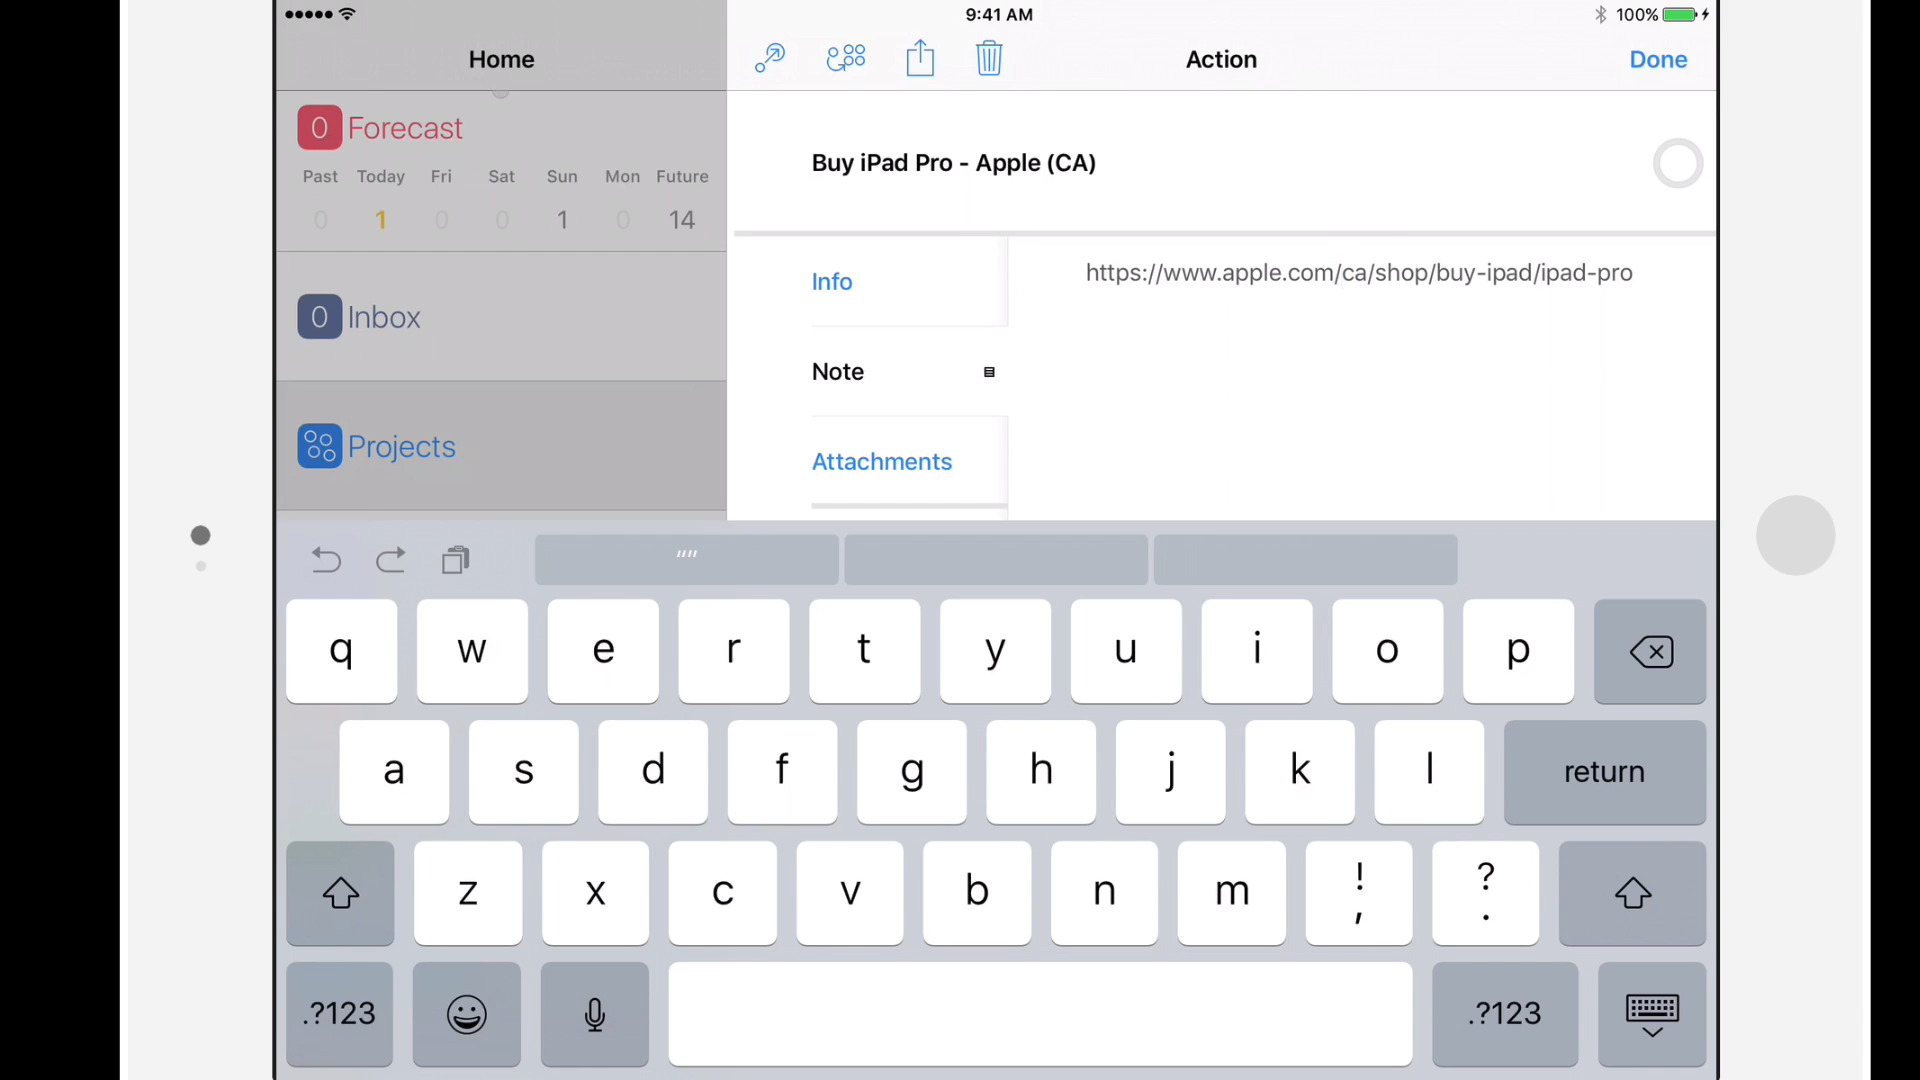 9:41 AM
100%
Home
Action
Done
0 Forecast
Past Today Fri Sat Sun Mon Future
0 1 0 0 1 0 14
0 Inbox
Projects
Buy iPad Pro - Apple (CA)
Info
https://www.apple.com/ca/shop/buy-ipad/ipad-pro
Note
Attachments
""
q w e r t y u i o p
a s d f g h j k l return
z x c v b n m ! , ? .
.?123 .?123